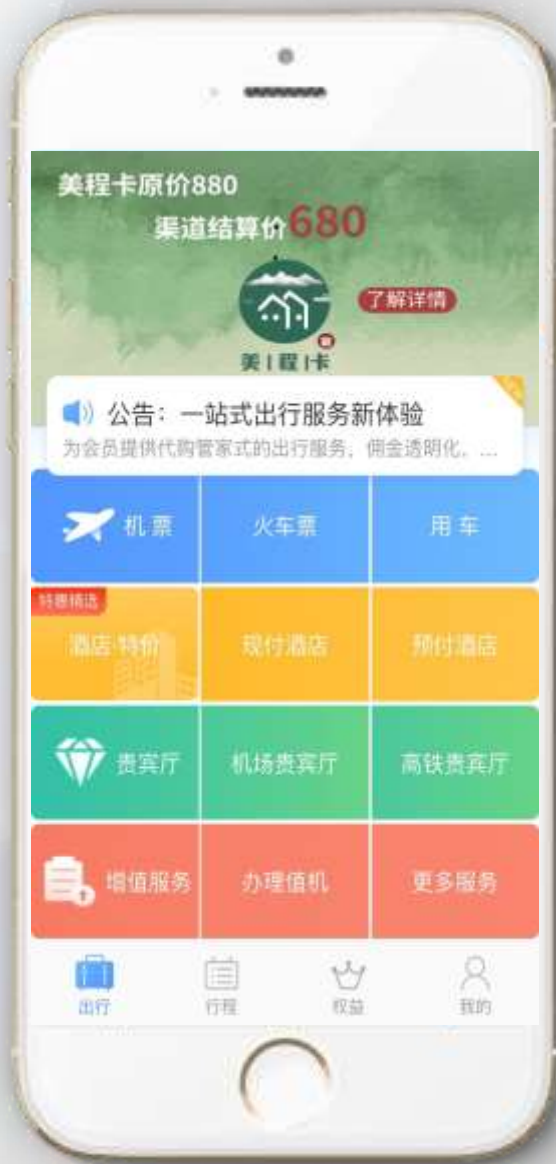 美程卡原价880
渠道结算价680
了解详情
美|程|卡
公告：一站式出行服务新体验
为会员提供代购管家式的出行服务，佣金透明化，...
机票 火车票 用车
特惠精选
酒店·特价 现付酒店 预付酒店
贵宾厅 机场贵宾厅 高铁贵宾厅
增值服务 办理值机 更多服务
出行 行程 权益 我的